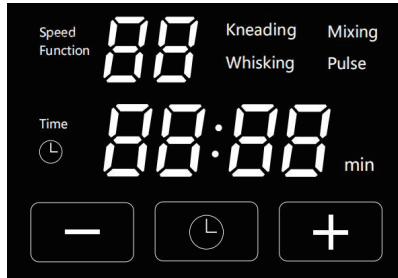 Speed Function 88 Kneading Mixing
Whisking Pulse
Time 88:88 min